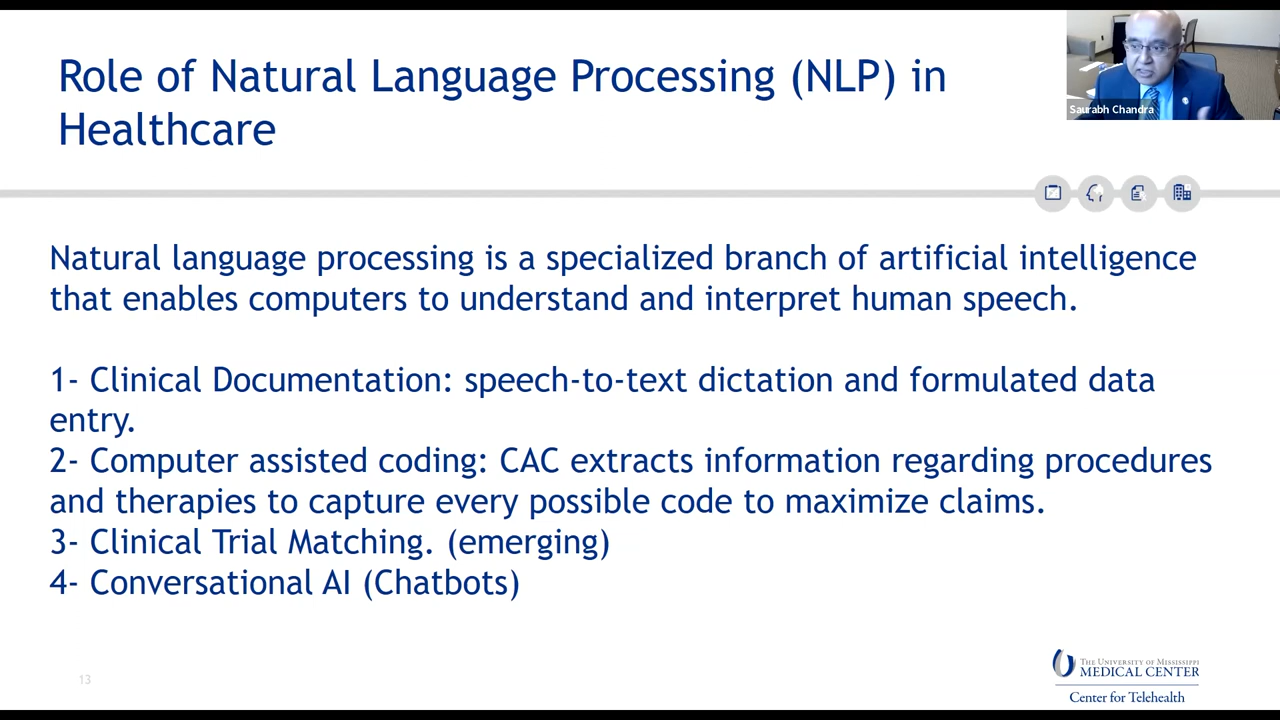 Role of Natural Language Processing (NLP) in
Healthcare
Saurabh Chandra
Natural language processing is a specialized branch of artificial intelligence
that enables computers to understand and interpret human speech.
1- Clinical Documentation: speech-to-text dictation and formulated data
entry.
2- Computer assisted coding: CAC extracts information regarding procedures
and therapies to capture every possible code to maximize claims.
3- Clinical Trial Matching. (emerging)
4- Conversational AI (Chatbots)
13
THE UNIVERSITY OF MISSISSIPPI
MEDICAL CENTER
Center for Telehealth